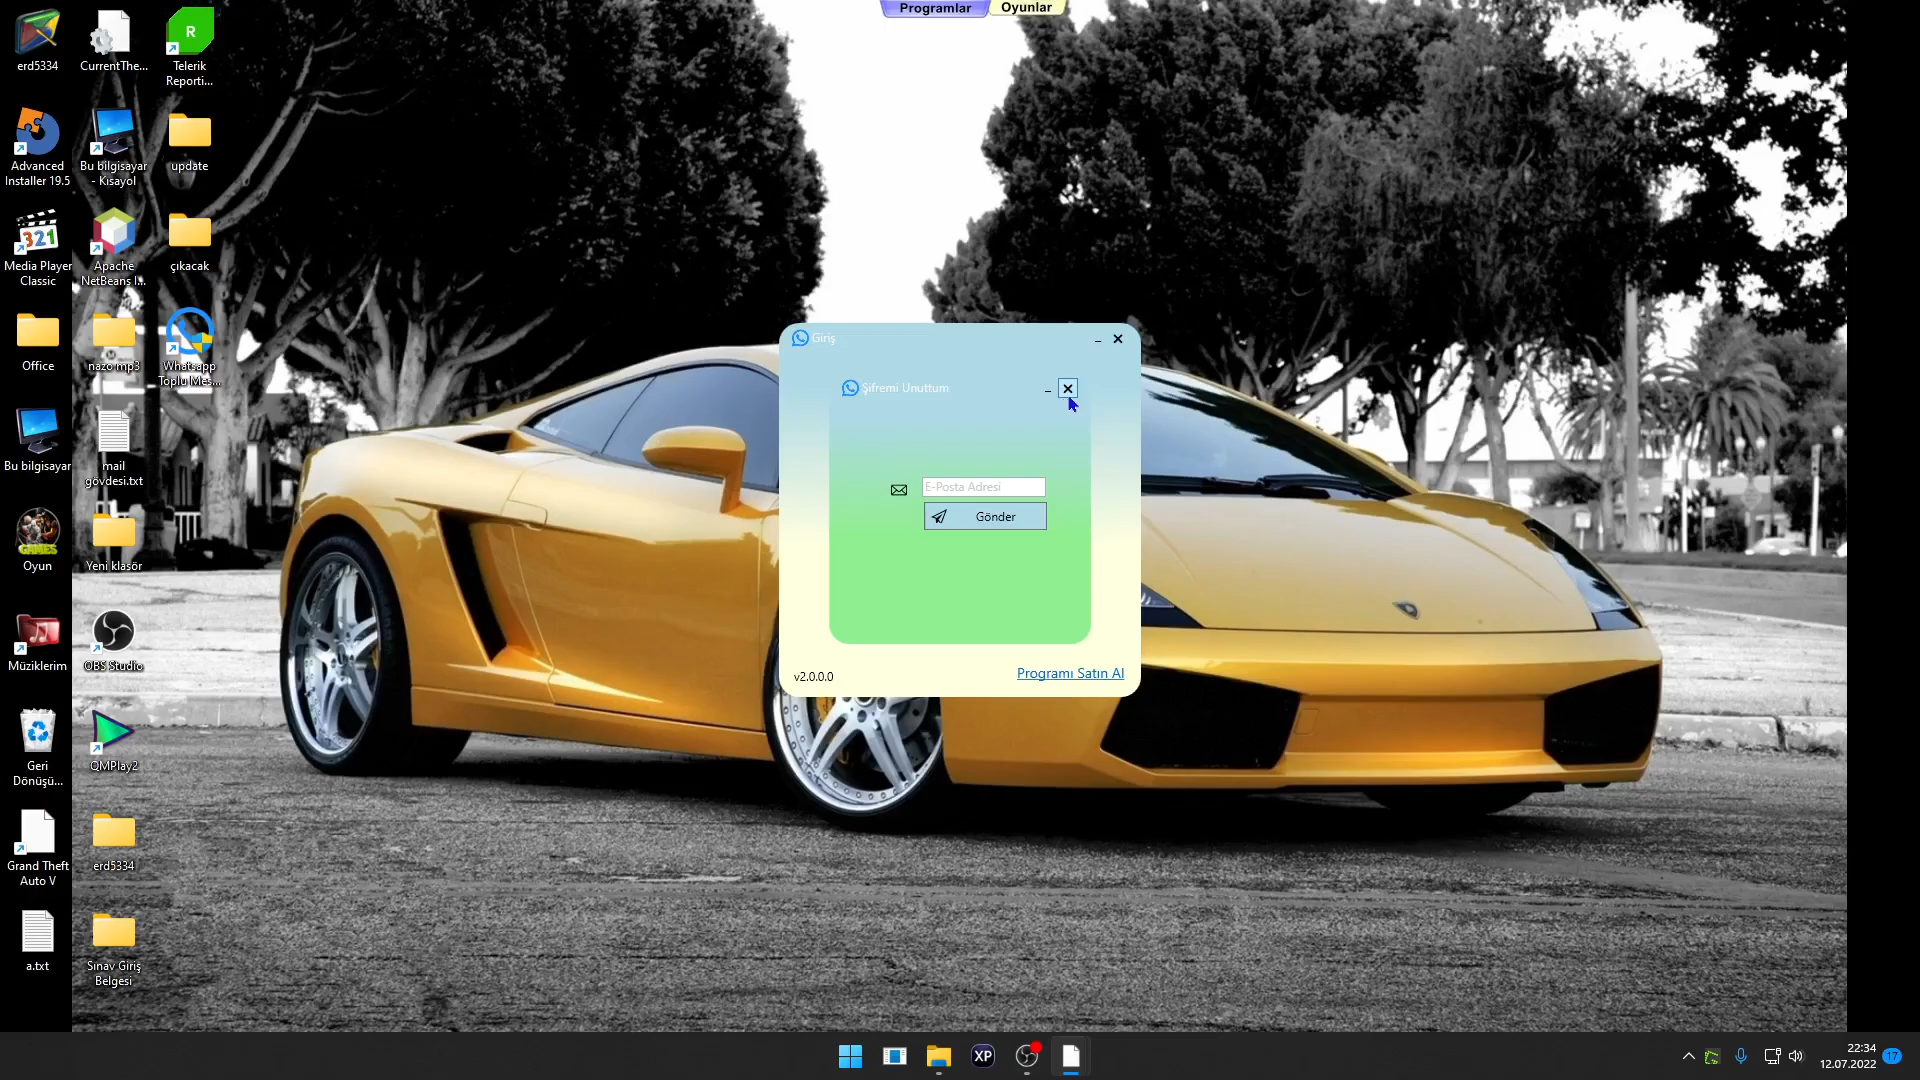 Programlar
Oyunlar
erd5334
CurrentThe...
R
Telerik
Reporti...
Advanced
Installer 19.5
Bu bilgisayar
- Kısayol
update
321
Media Player
Classic
Apache
NetBeans I...
çıkacak
Office
nazo mp3
Whatsapp
Toplu Mes...
Bu bilgisayar
mail
gövdesi.txt
GAMES
Oyun
Yeni klasör
Müziklerim
OBS Studio
Geri
Dönüşü...
QMPlay2
Grand Theft
Auto V
erd5334
a.txt
Sınav Giriş
Belgesi
Giriş
Şifremi Unuttum
E-Posta Adresi
Gönder
v2.0.0.0
Programı Satın Al
XP
22:34
12.07.2022
17